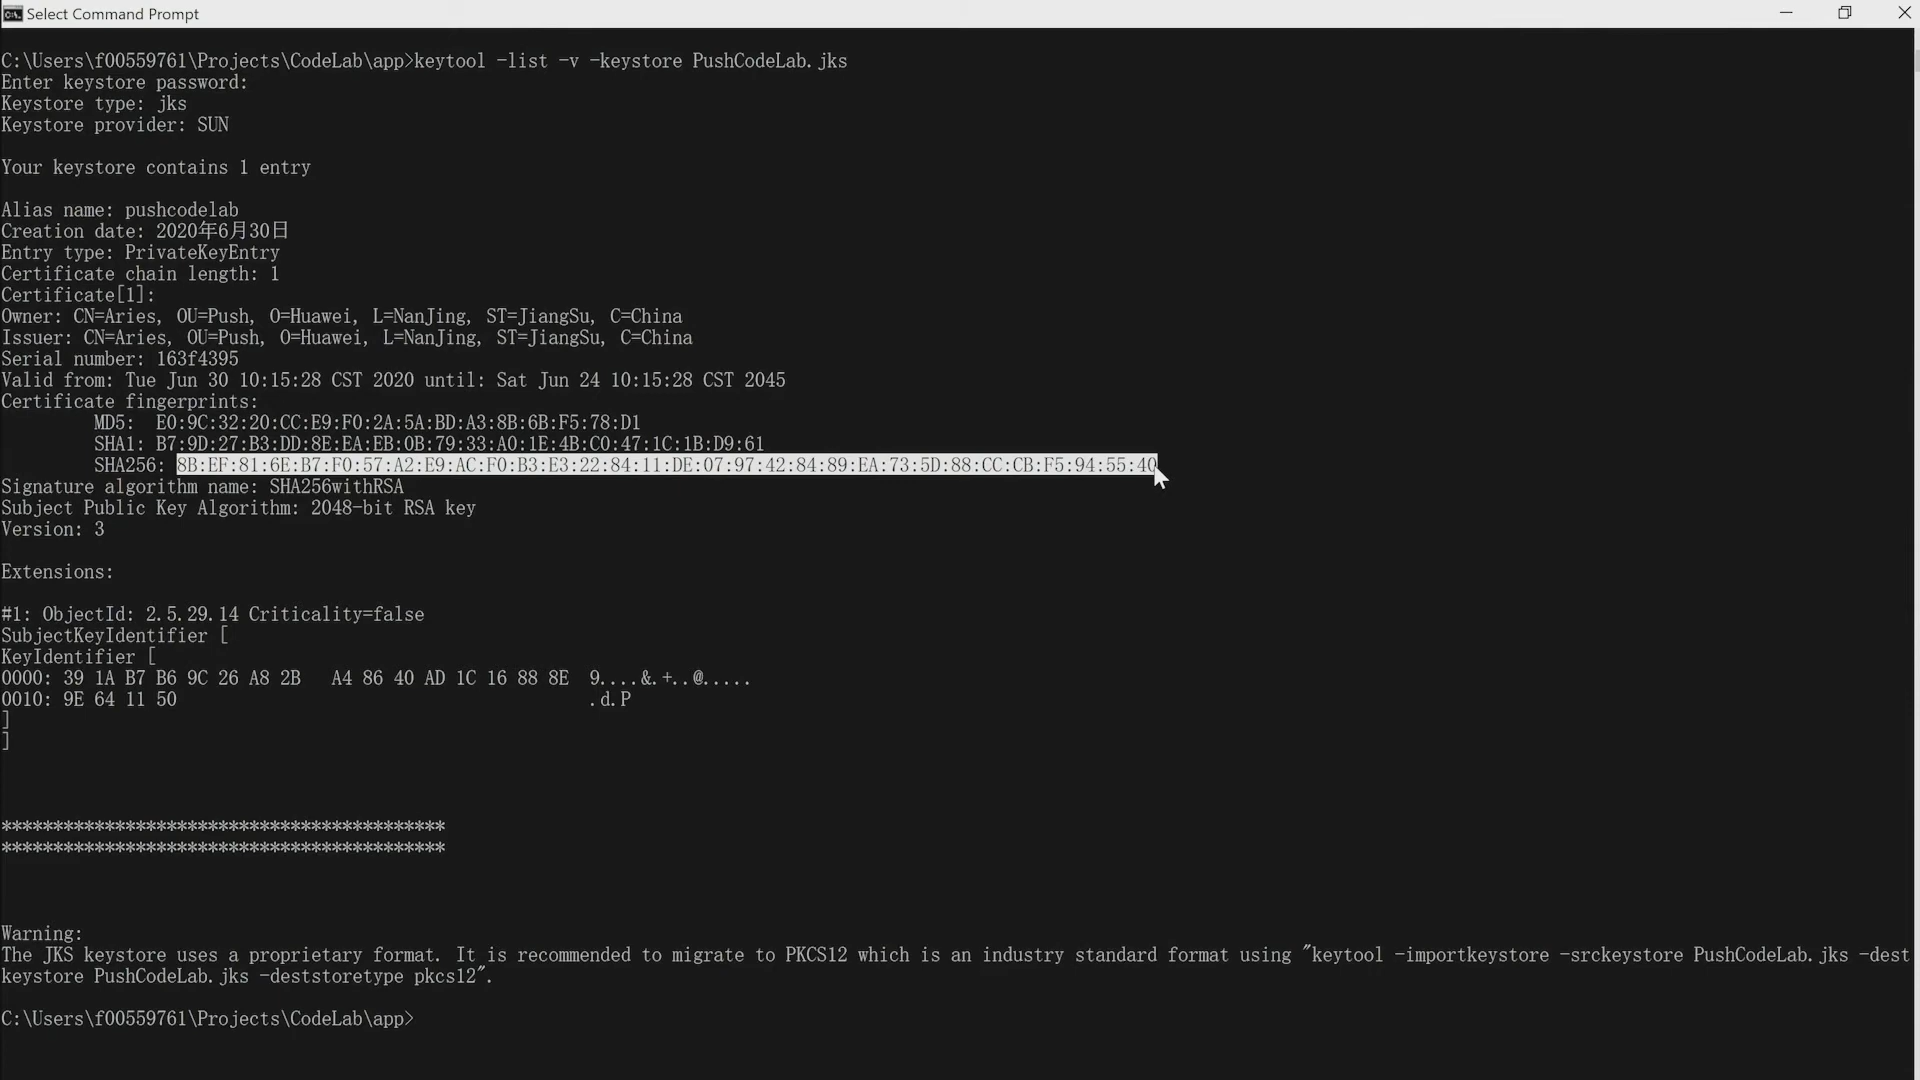 Select Command Prompt
C:\Users\f00559761\Projects\CodeLab\app>keytool -list -v -keystore PushCodeLab.jks
Enter keystore password:
Keystore type: jks
Keystore provider: SUN
Your keystore contains 1 entry
Alias name: pushcodelab
Creation date: 2020年6月30日
Entry type: PrivateKeyEntry
Certificate chain length: 1
Certificate[1]:
Owner: CN=Aries, OU=Push, O=Huawei, L=NanJing, ST=JiangSu, C=China
Issuer: CN=Aries, OU=Push, O=Huawei, L=NanJing, ST=JiangSu, C=China
Serial number: 163f4395
Valid from: Tue Jun 30 10:15:28 CST 2020 until: Sat Jun 24 10:15:28 CST 2045
Certificate fingerprints:
MD5: E0:9C:32:20:CC:E9:F0:2A:5A:BD:A3:8B:6B:F5:78:D1
SHA1: B7:9D:27:B3:DD:8E:EA:EB:0B:79:33:A0:1E:4B:C0:47:1C:1B:D9:61
SHA256: 8B:EF:81:6E:B7:F0:57:A2:E9:AC:F0:B3:E3:22:84:11:DE:07:97:42:84:89:EA:73:5D:88:CC:CB:F5:94:55:40
Signature algorithm name: SHA256withRSA
Subject Public Key Algorithm: 2048-bit RSA key
Version: 3
Extensions:
#1: ObjectId: 2.5.29.14 Criticality=false
SubjectKeyIdentifier [
KeyIdentifier [
0000: 39 1A B7 B6 9C 26 A8 2B   A4 86 40 AD 1C 16 88 8E  9....&.+..@.....
0010: 9E 64 11 50                                        .d.P
]
]
*******************************************
*******************************************
Warning:
The JKS keystore uses a proprietary format. It is recommended to migrate to PKCS12 which is an industry standard format using "keytool -importkeystore -srckeystore PushCodeLab.jks -dest
keystore PushCodeLab.jks -deststoretype pkcs12".
C:\Users\f00559761\Projects\CodeLab\app>